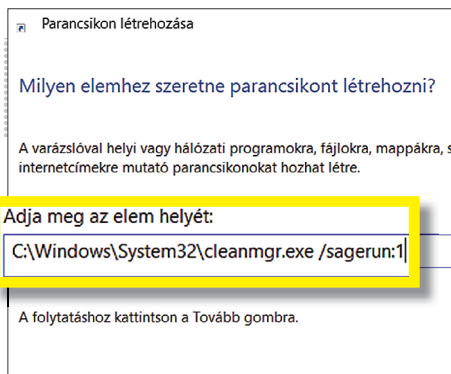 Parancsikon létrehozása
Milyen elemhez szeretne parancsikont létrehozni?
A varázslóval helyi vagy hálózati programokra, fájlokra, mappákra, s
internetcímekre mutató parancsikonokat hozhat létre.
Adja meg az elem helyét:
C:\Windows\System32\cleanmgr.exe /sagerun:1
A folytatáshoz kattintson a Tovább gombra.